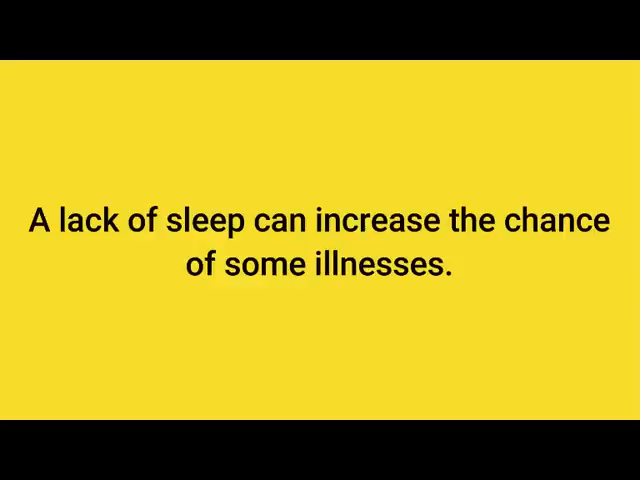 A lack of sleep can increase the chance
of some illnesses.